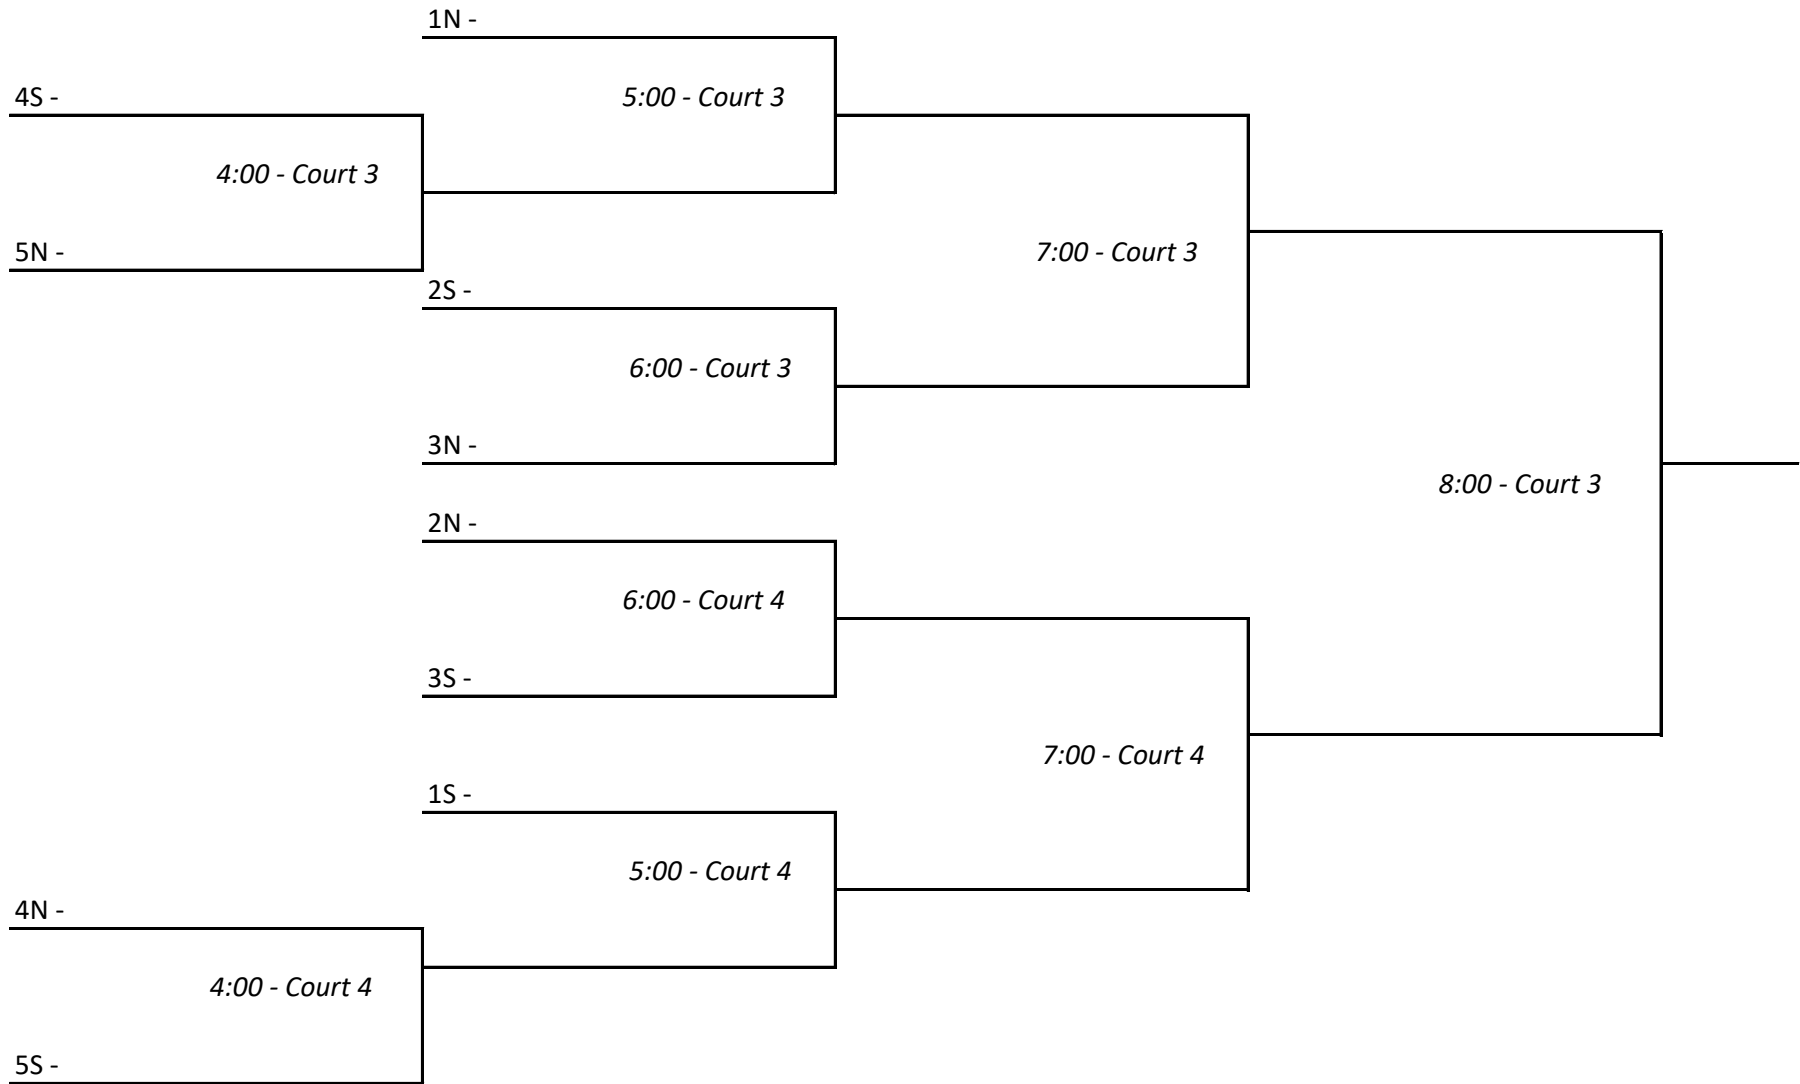 1N -
4S -
5:00 - Court 3
4:00 - Court 3
5N -
7:00 - Court 3
2S -
6:00 - Court 3
3N -
8:00 - Court 3
2N -
6:00 - Court 4
3S -
7:00 - Court 4
1S -
5:00 - Court 4
4N -
4:00 - Court 4
5S -